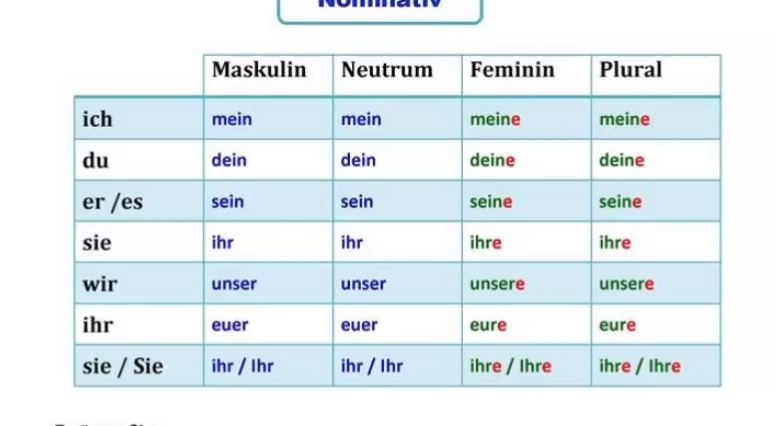 Nominativ
Maskulin Neutrum Feminin Plural
ich mein mein meine meine
du dein dein deine deine
er /es sein sein seine seine
sie ihr ihr ihre ihre
wir unser unser unsere unsere
ihr euer euer eure eure
sie / Sie ihr / Ihr ihr / Ihr ihre / Ihre ihre / Ihre